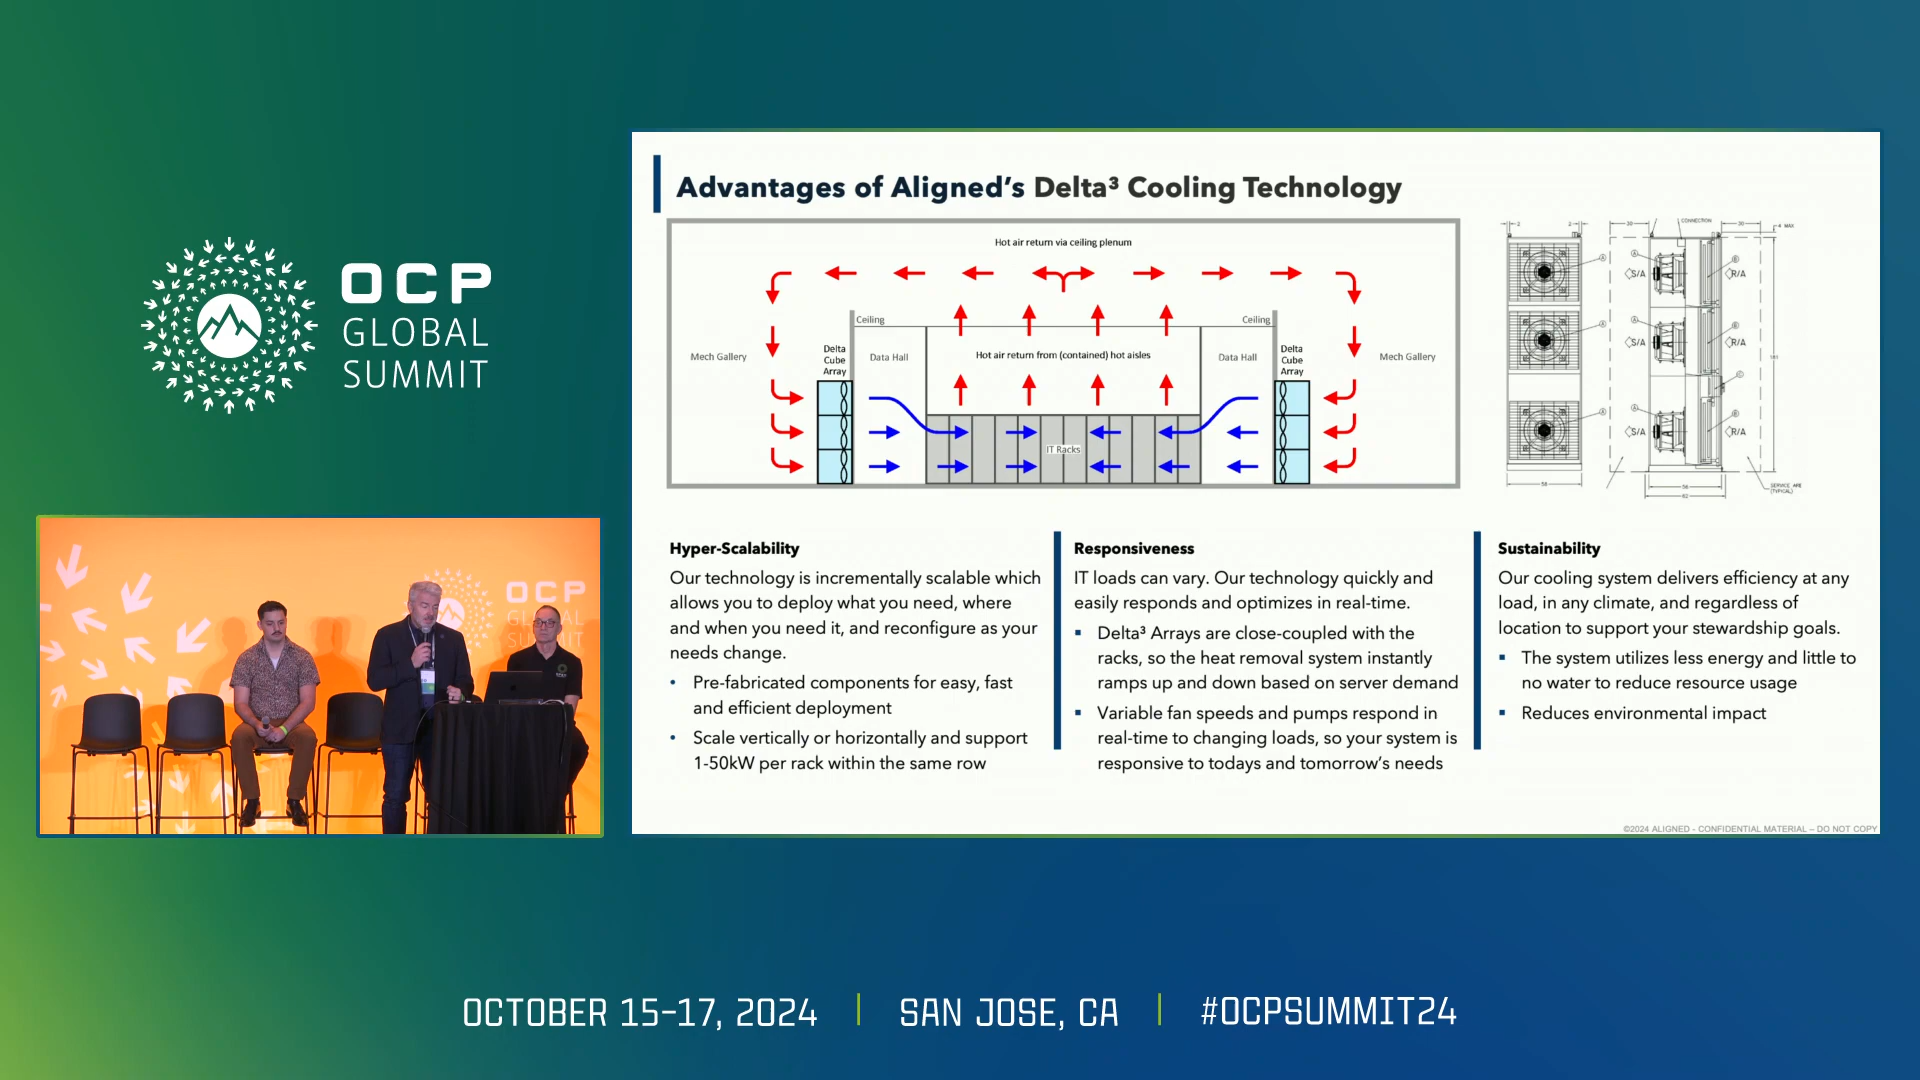 OCP
GLOBAL
SUMMIT
OCP
GLOBAL
SUMMIT
Advantages of Aligned's Delta³ Cooling Technology
Hot air return via ceiling plenum
Ceiling
Ceiling
Mech Gallery
Delta
Cube
Array
Data Hall
Hot air return from (contained) hot aisles
Data Hall
Delta
Cube
Array
Mech Gallery
IT Racks
CONNECTION
4 MAX
S/A
R/A
S/A
R/A
S/A
R/A
SERVICE ARE
(TYPICAL)
Hyper-Scalability
Our technology is incrementally scalable which
allows you to deploy what you need, where
and when you need it, and reconfigure as your
needs change.
• Pre-fabricated components for easy, fast
and efficient deployment
• Scale vertically or horizontally and support
1-50kW per rack within the same row
Responsiveness
IT loads can vary. Our technology quickly and
easily responds and optimizes in real-time.
▪ Delta³ Arrays are close-coupled with the
racks, so the heat removal system instantly
ramps up and down based on server demand
▪ Variable fan speeds and pumps respond in
real-time to changing loads, so your system is
responsive to todays and tomorrow's needs
Sustainability
Our cooling system delivers efficiency at any
load, in any climate, and regardless of
location to support your stewardship goals.
▪ The system utilizes less energy and little to
no water to reduce resource usage
▪ Reduces environmental impact
©2024 ALIGNED - CONFIDENTIAL MATERIAL – DO NOT COPY
OCTOBER 15-17, 2024 | SAN JOSE, CA | #OCPSUMMIT24